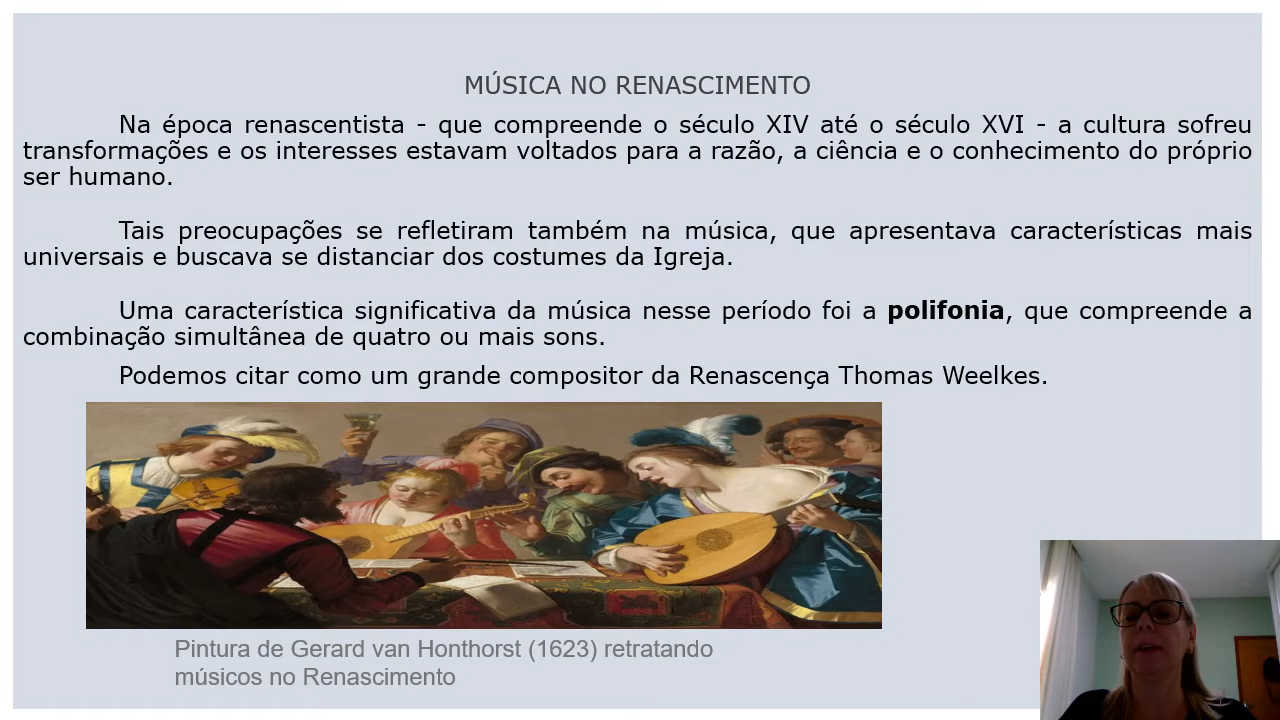 MÚSICA NO RENASCIMENTO
Na época renascentista - que compreende o século XIV até o século XVI - a cultura sofreu
transformações e os interesses estavam voltados para a razão, a ciência e o conhecimento do próprio
ser humano.
Tais preocupações se refletiram também na música, que apresentava características mais
universais e buscava se distanciar dos costumes da Igreja.
Uma característica significativa da música nesse período foi a polifonia, que compreende a
combinação simultânea de quatro ou mais sons.
Podemos citar como um grande compositor da Renascença Thomas Weelkes.
Pintura de Gerard van Honthorst (1623) retratando
músicos no Renascimento